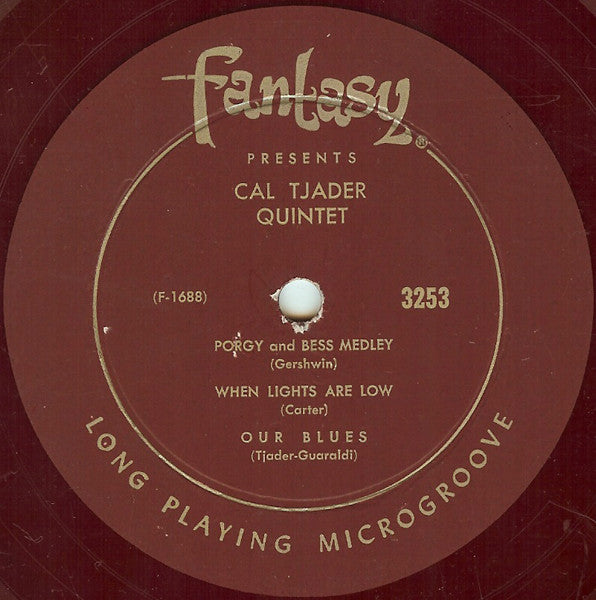 fantasy®
PRESENTS
CAL TJADER
QUINTET
(F-1688)
3253
PORGY and BESS MEDLEY
(Gershwin)
WHEN LIGHTS ARE LOW
(Carter)
OUR BLUES
(Tjader-Guaraldi)
LONG PLAYING MICROGROOVE